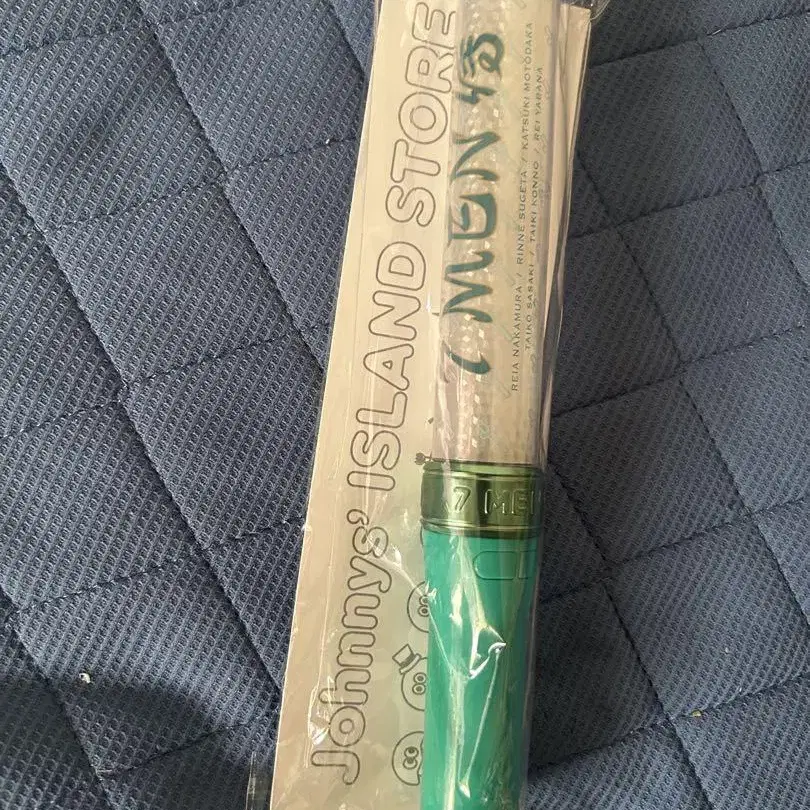 Johnnys' ISLAND STORE
7 MEN 侍
REIA NAKAMURA / RINNE SUGETA / KATSUKI MOTODAKA
TAIKO SASAKI / TAIKI KONNO / REI YABANA
7 ME